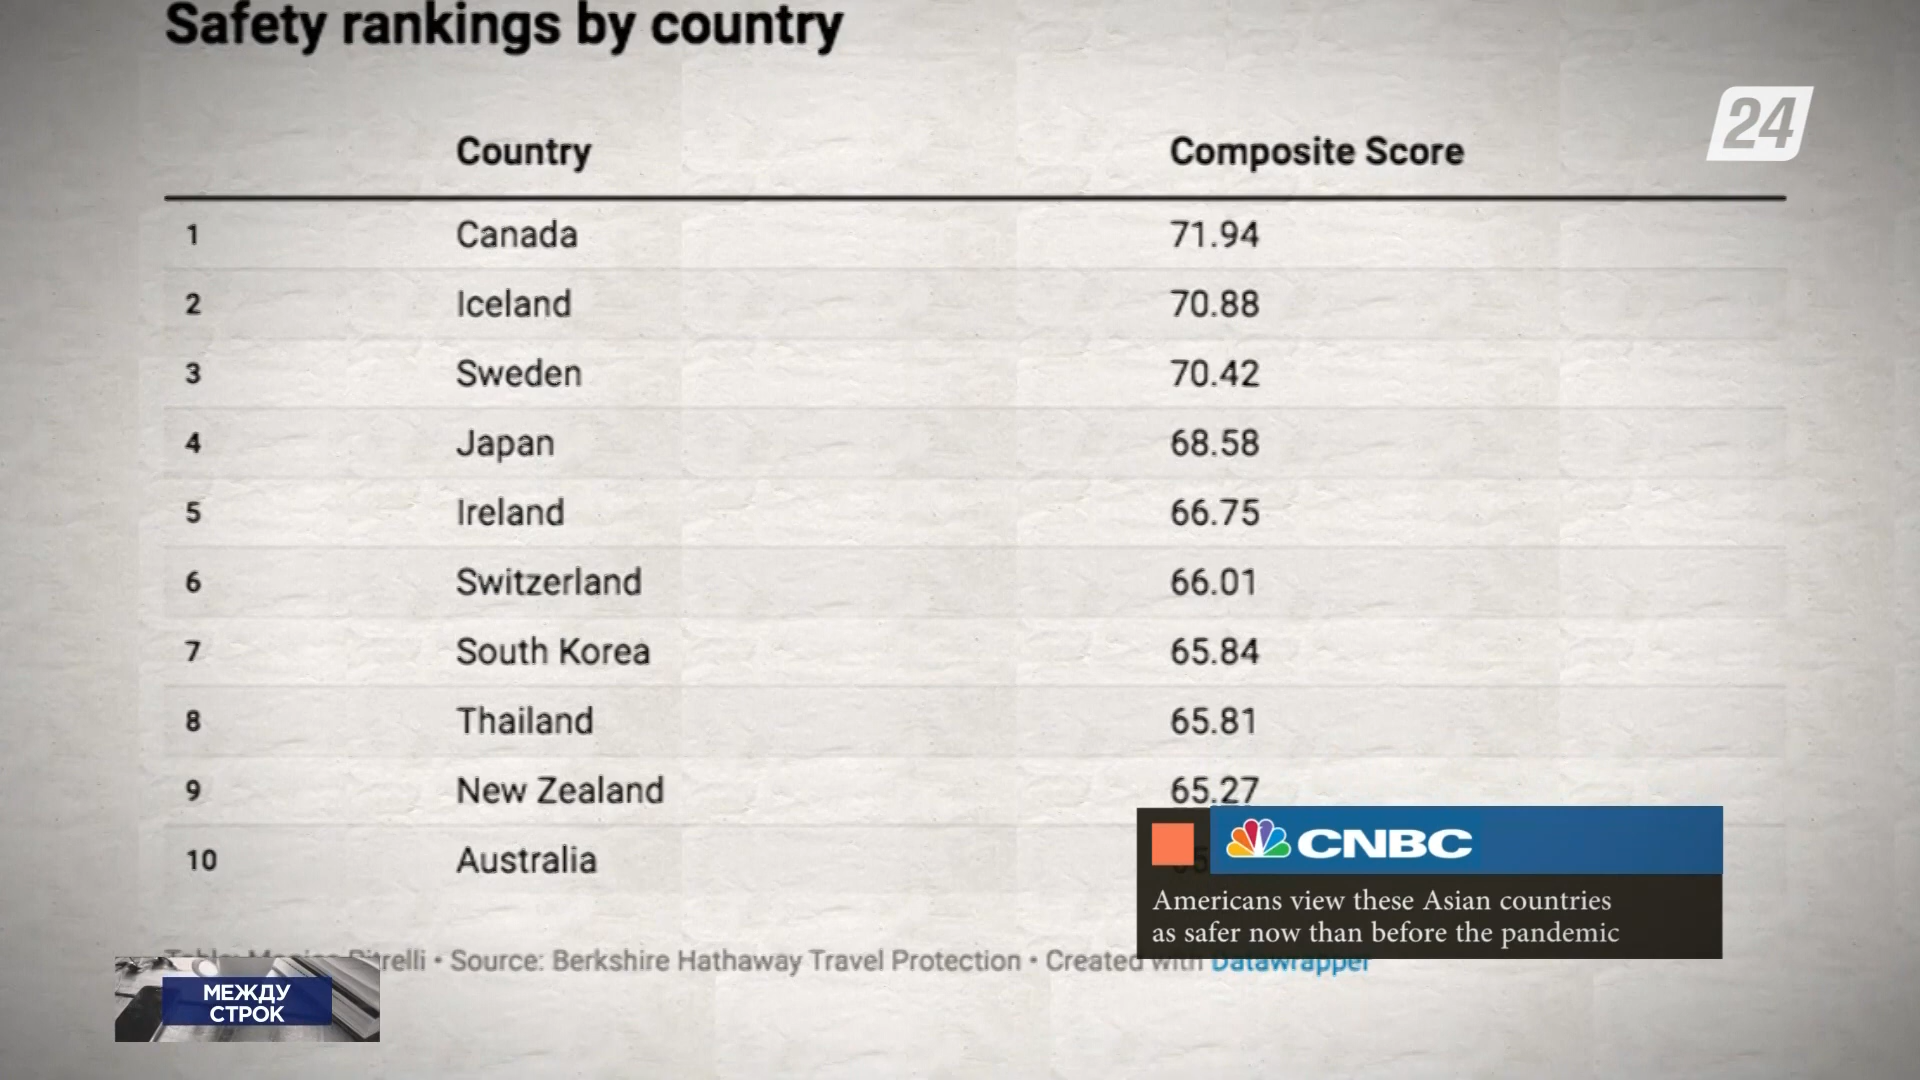 Safety rankings by country
24
Country Composite Score
1 Canada 71.94
2 Iceland 70.88
3 Sweden 70.42
4 Japan 68.58
5 Ireland 66.75
6 Switzerland 66.01
7 South Korea 65.84
8 Thailand 65.81
9 New Zealand 65.27
10 Australia
CNBC
Americans view these Asian countries
as safer now than before the pandemic
• Source: Berkshire Hathaway Travel Protection • Created with Datawrapper
МЕЖДУ
СТРОК